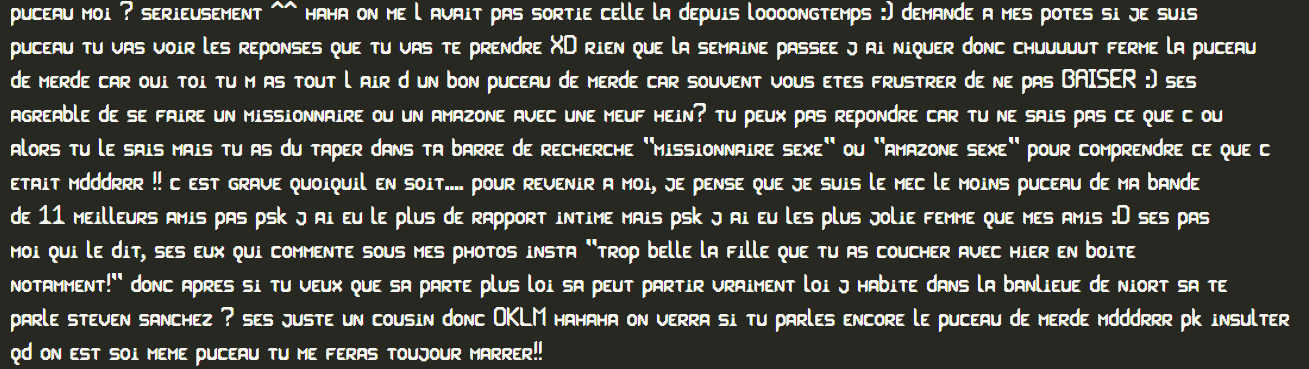 puceau moi ? serieusement ^^ haha on me l avait pas sortie celle la depuis loooongtemps :) demande a mes potes si je suis
puceau tu vas voir les reponses que tu vas te prendre XD rien que la semaine passee j ai niquer donc chuuuuut ferme la puceau
de merde car oui toi tu m as tout l air d un bon puceau de merde car souvent vous etes frustrer de ne pas BAISER :) ses
agreable de se faire un missionnaire ou un amazone avec une meuf hein? tu peux pas repondre car tu ne sais pas ce que c ou
alors tu le sais mais tu as du taper dans ta barre de recherche "missionnaire sexe" ou "amazone sexe" pour comprendre ce que c
etait mdddrrr !! c est grave quoiquil en soit.... pour revenir a moi, je pense que je suis le mec le moins puceau de ma bande
de 11 meilleurs amis pas psk j ai eu le plus de rapport intime mais psk j ai eu les plus jolie femme que mes amis :D ses pas
moi qui le dit, ses eux qui commente sous mes photos insta "trop belle la fille que tu as coucher avec hier en boite
notamment!" donc apres si tu veux que sa parte plus loi sa peut partir vraiment loi j habite dans la banlieue de niort sa te
parle steven sanchez ? ses juste un cousin donc OKLM hahaha on verra si tu parles encore le puceau de merde mdddrrr pk insulter
qd on est soi meme puceau tu me feras toujour marrer!!